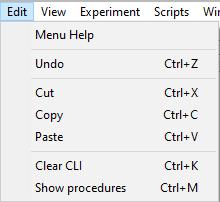 Edit View Experiment Scripts
Menu Help
Undo Ctrl+Z
Cut Ctrl+X
Copy Ctrl+C
Paste Ctrl+V
Clear CLI Ctrl+K
Show procedures Ctrl+M